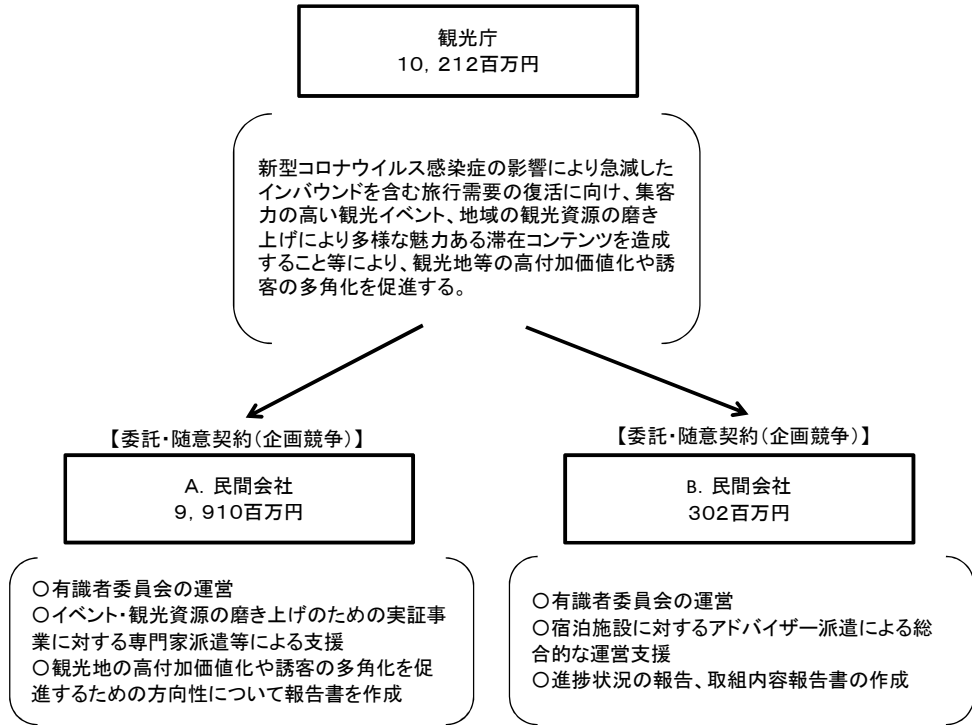 観光庁
10，212百万円
新型コロナウイルス感染症の影響により急減した
インバウンドを含む旅行需要の復活に向け、集客
力の高い観光イベント、地域の観光資源の磨き
上げにより多様な魅力ある滞在コンテンツを造成
すること等により、観光地等の高付加価値化や誘
客の多角化を促進する。
【委託・随意契約（企画競争）】
A．民間会社
9，910百万円
○有識者委員会の運営
○イベント・観光資源の磨き上げのための実証事
業に対する専門家派遣等による支援
○観光地の高付加価値化や誘客の多角化を促
進するための方向性について報告書を作成
【委託・随意契約（企画競争）】
B．民間会社
302百万円
○有識者委員会の運営
○宿泊施設に対するアドバイザー派遣による総
合的な運営支援
○進捗状況の報告、取組内容報告書の作成